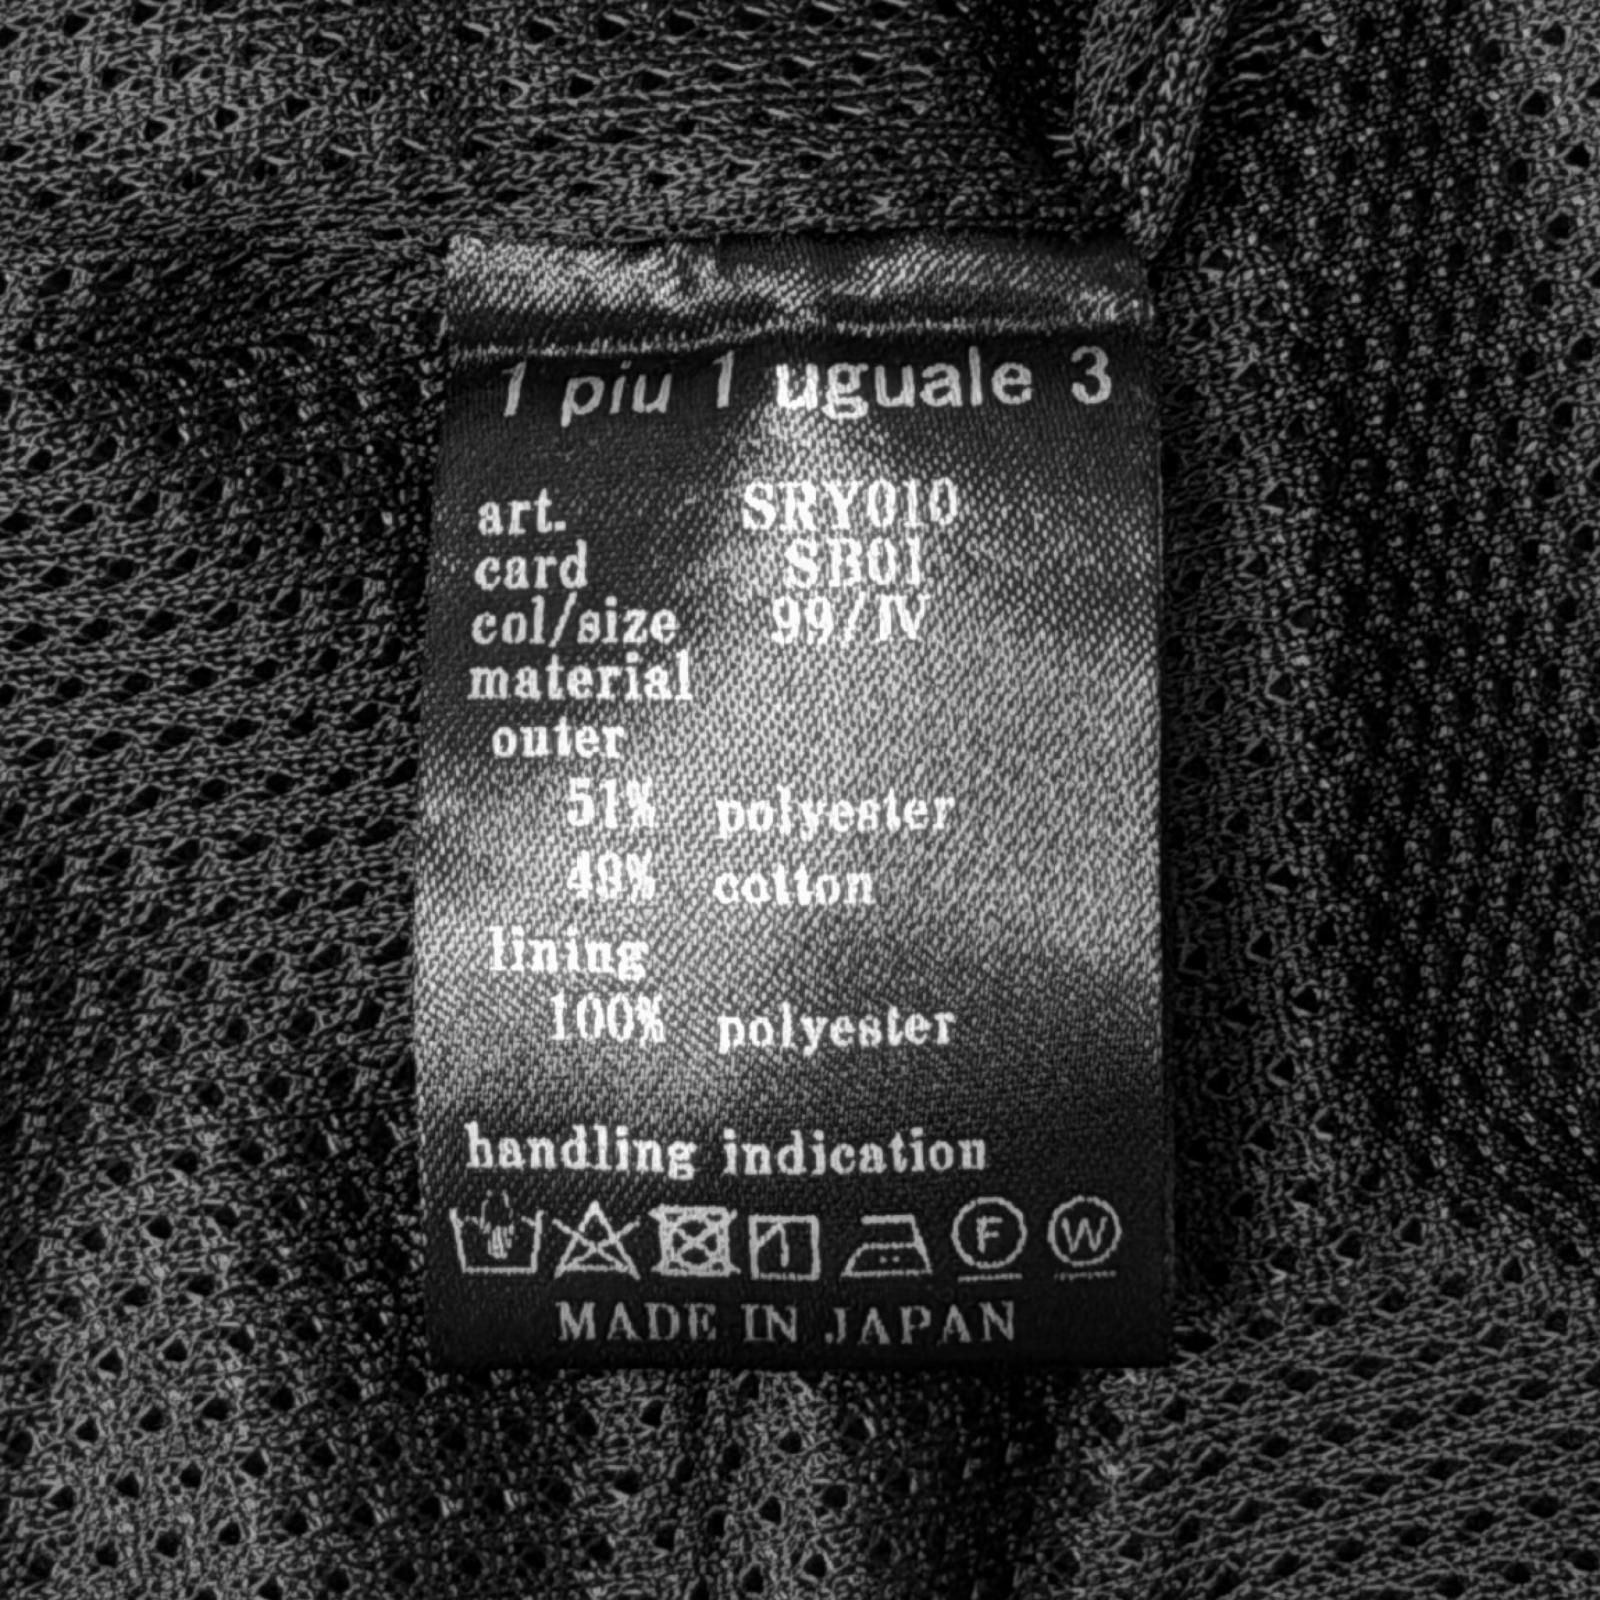 1 piu 1 uguale 3
art. SRY010
card SB01
col/size 99/IV
material
outer
51% polyester
49% cotton
lining
100% polyester
handling indication
F W
MADE IN JAPAN